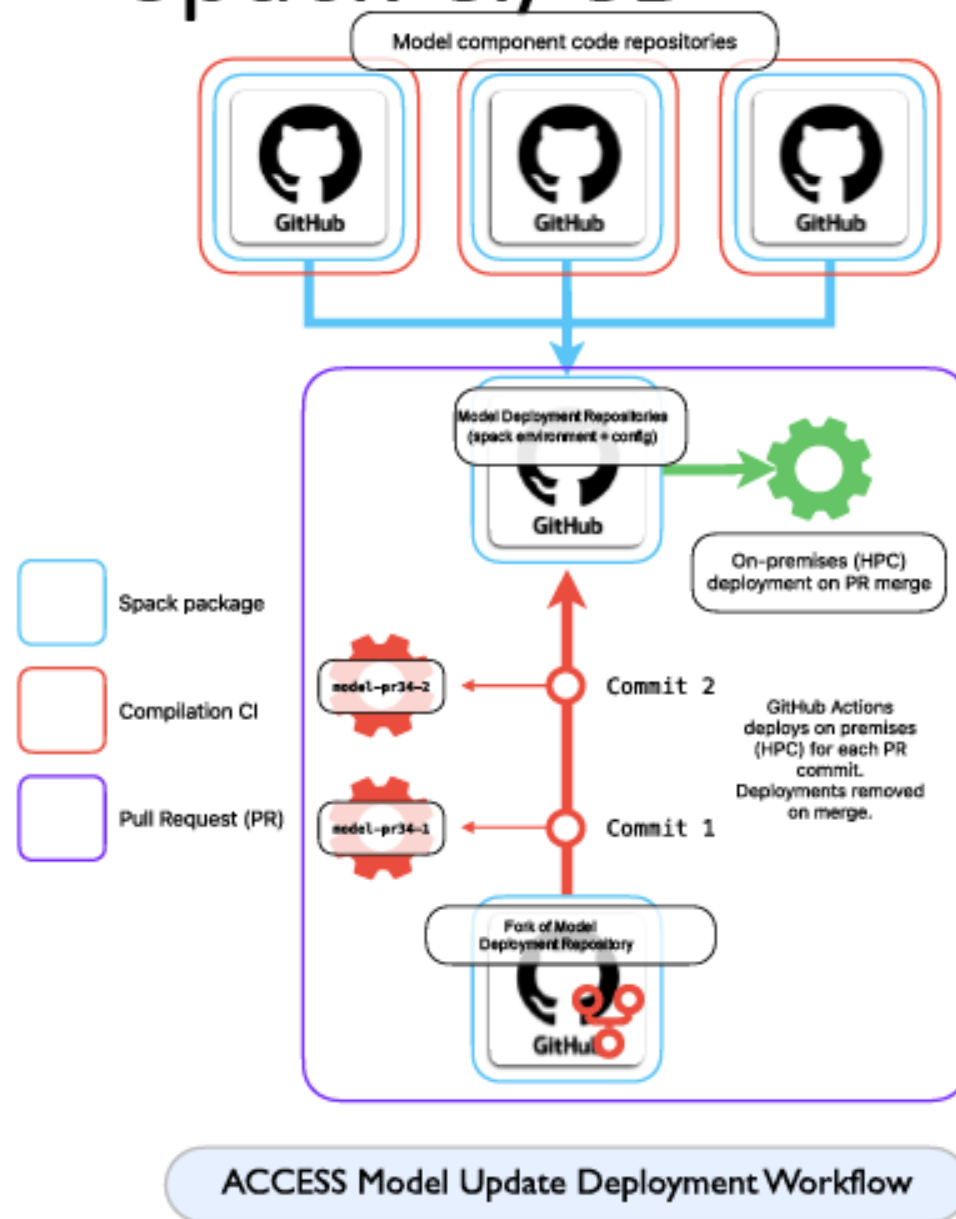 Model component code repositories
GitHub
GitHub
GitHub
Model Deployment Repositories
(spack environment + config)
GitHub
On-premises (HPC)
deployment on PR merge
Spack package
Compilation CI
Pull Request (PR)
model-pr34-2
Commit 2
GitHub Actions
deploys on premises
(HPC) for each PR
commit.
Deployments removed
on merge.
model-pr34-1
Commit 1
Fork of Model
Deployment Repository
GitHu
ACCESS Model Update Deployment Workflow